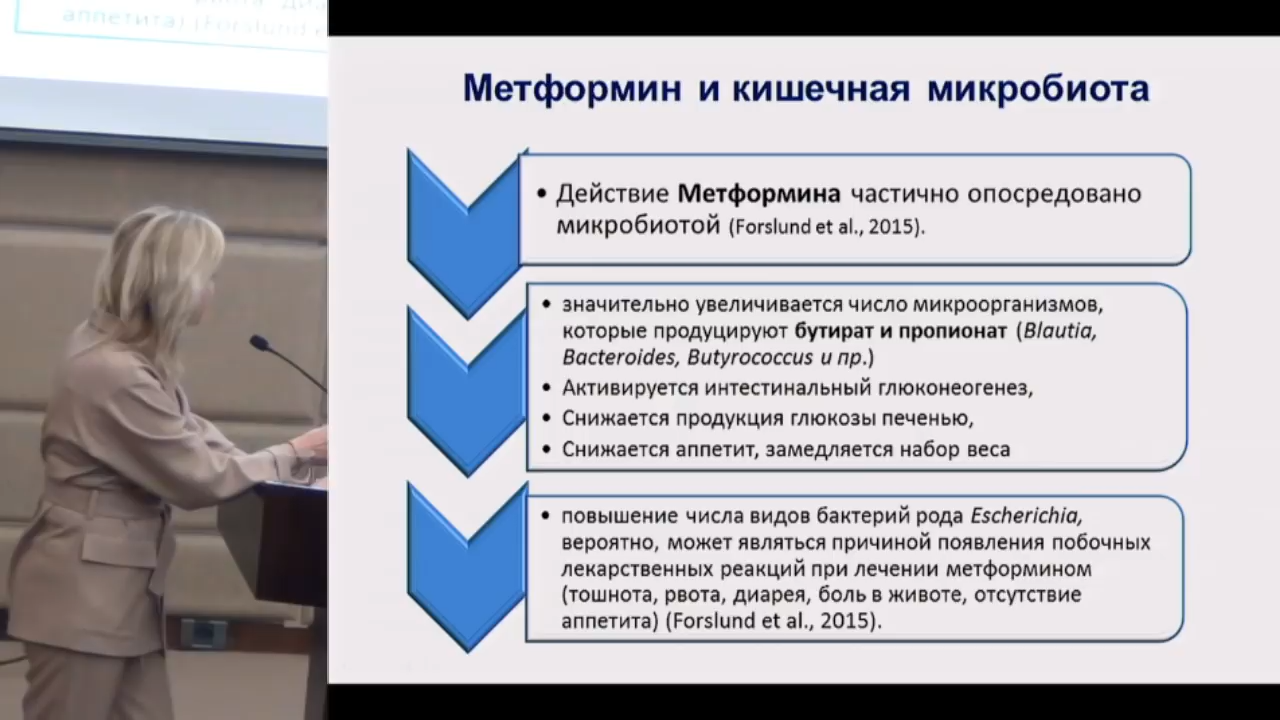 аппетита) (Forslund e
Метформин и кишечная микробиота
• Действие Метформина частично опосредовано
микробиотой (Forslund et al., 2015).
• значительно увеличивается число микроорганизмов,
которые продуцируют бутират и пропионат (Blautia,
Bacteroides, Butyrococcus и пр.)
• Активируется интестинальный глюконеогенез,
• Снижается продукция глюкозы печенью,
• Снижается аппетит, замедляется набор веса
• повышение числа видов бактерий рода Escherichia,
вероятно, может являться причиной появления побочных
лекарственных реакций при лечении метформином
(тошнота, рвота, диарея, боль в животе, отсутствие
аппетита) (Forslund et al., 2015).